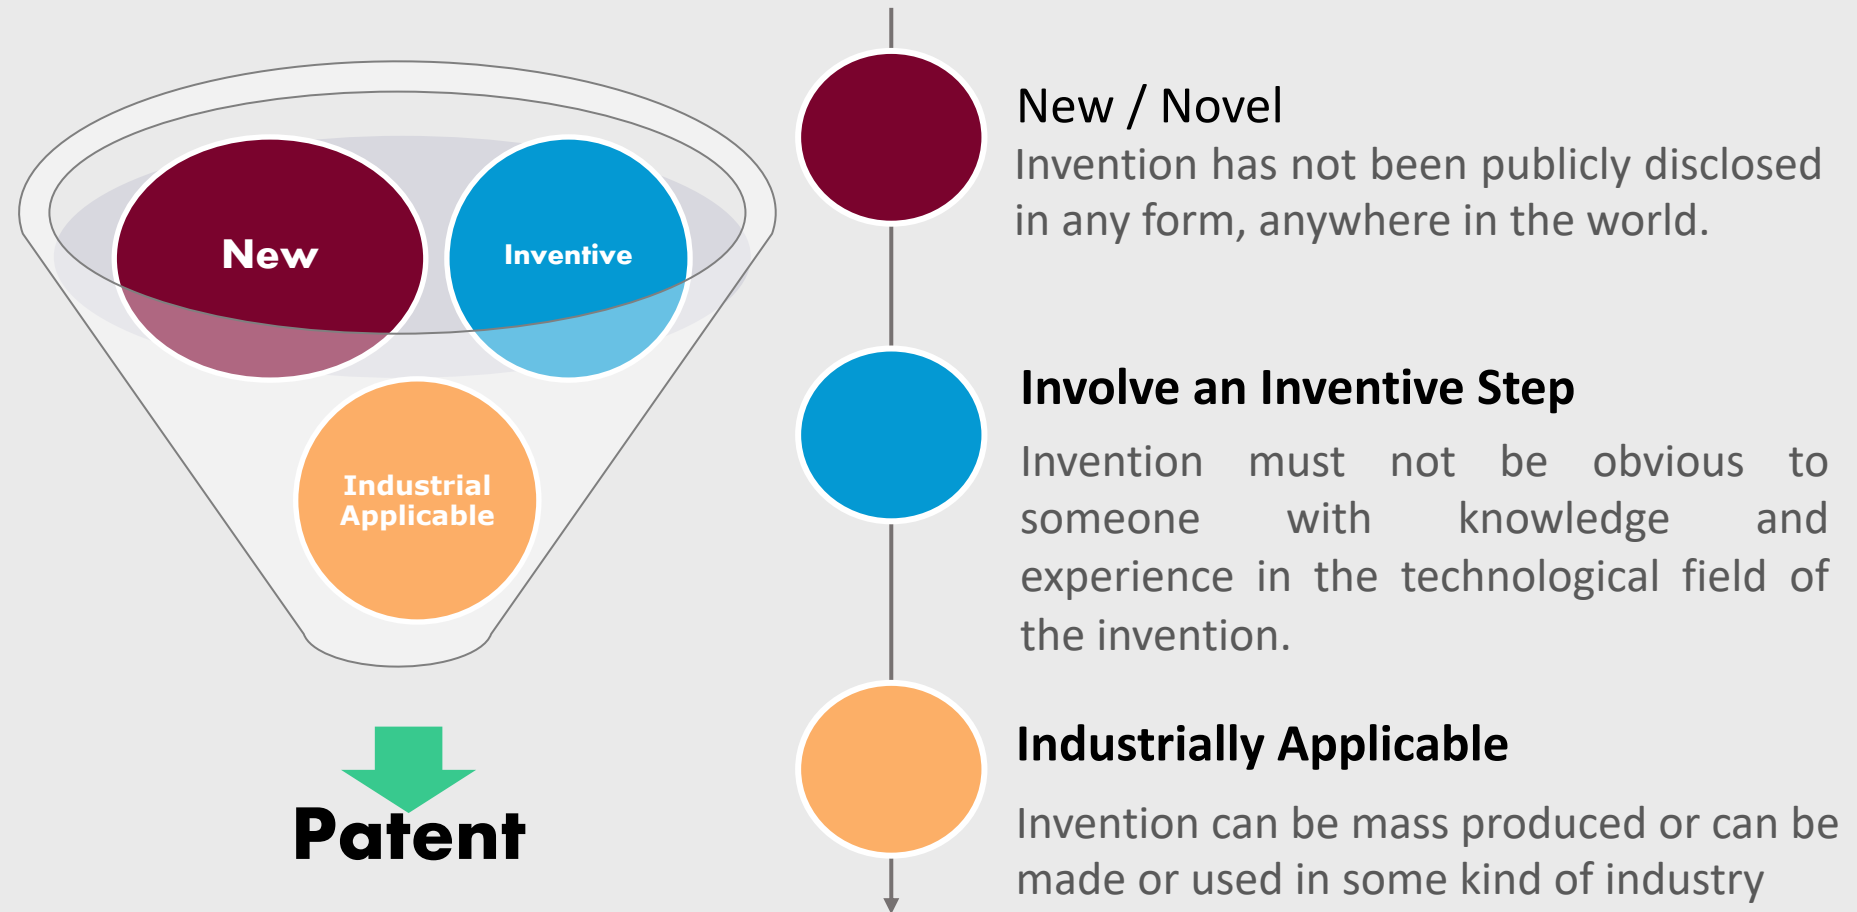 New
Inventive
Industrial
Applicable
Patent
New / Novel
Invention has not been publicly disclosed
in any form, anywhere in the world.
Involve an Inventive Step
Invention must not be obvious to
someone with knowledge and
experience in the technological field of
the invention.
Industrially Applicable
Invention can be mass produced or can be
made or used in some kind of industry